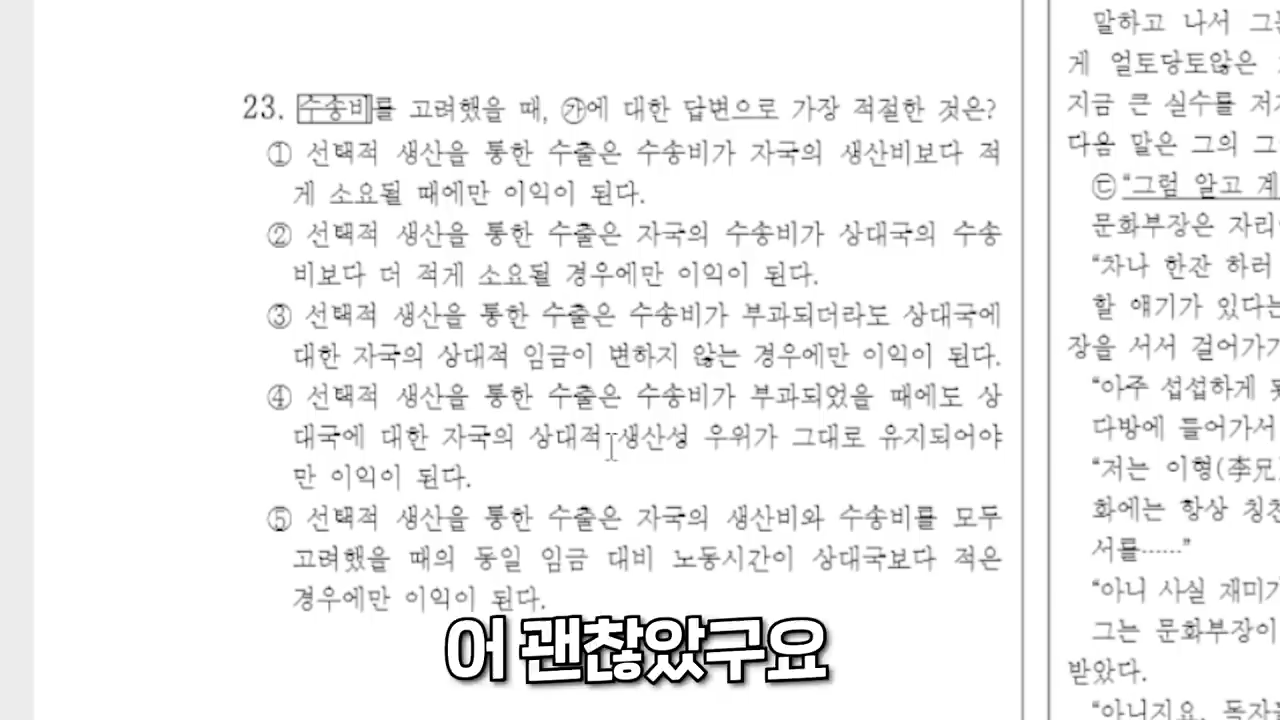 23. 수송비를 고려했을 때, ㉮에 대한 답변으로 가장 적절한 것은?
① 선택적 생산을 통한 수출은 수송비가 자국의 생산비보다 적
게 소요될 때에만 이익이 된다.
② 선택적 생산을 통한 수출은 자국의 수송비가 상대국의 수송
비보다 더 적게 소요될 경우에만 이익이 된다.
③ 선택적 생산을 통한 수출은 수송비가 부과되더라도 상대국에
대한 자국의 상대적 임금이 변하지 않는 경우에만 이익이 된다.
④ 선택적 생산을 통한 수출은 수송비가 부과되었을 때에도 상
대국에 대한 자국의 상대적 생산성 우위가 그대로 유지되어야
만 이익이 된다.
⑤ 선택적 생산을 통한 수출은 자국의 생산비와 수송비를 모두
고려했을 때의 동일 임금 대비 노동시간이 상대국보다 적은
경우에만 이익이 된다.
어 괜찮았구요
말하고 나서 그는
게 얼토당토않은
지금 큰 실수를 저
다음 말은 그의 그
㉢ “그럼 알고 계
문화부장은 자리
“차나 한잔 하러
할 얘기가 있다는
장을 서서 걸어가
“아주 섭섭하게
다방에 들어가서
“저는 이형(李兄)
화에는 항상 칭찬
서를……”
“아니 사실 재미가
그는 문화부장이
받았다.
“아니지요. 독자들